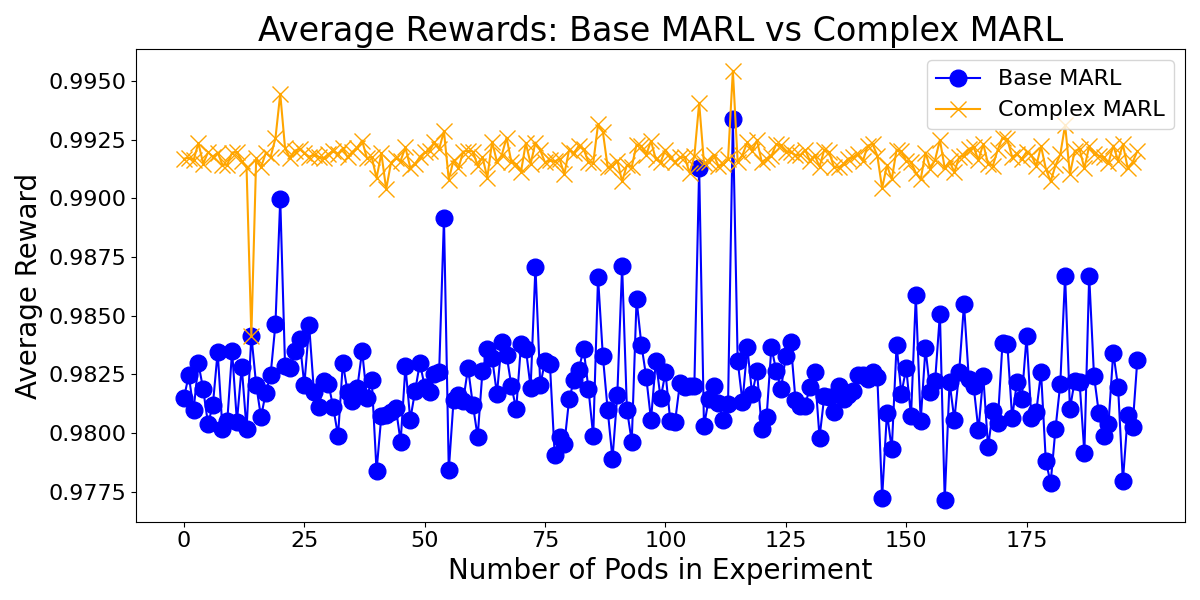 Average Rewards: Base MARL vs Complex MARL
Base MARL
Complex MARL
Average Reward
0.9950
0.9925
0.9900
0.9875
0.9850
0.9825
0.9800
0.9775
0 25 50 75 100 125 150 175
Number of Pods in Experiment